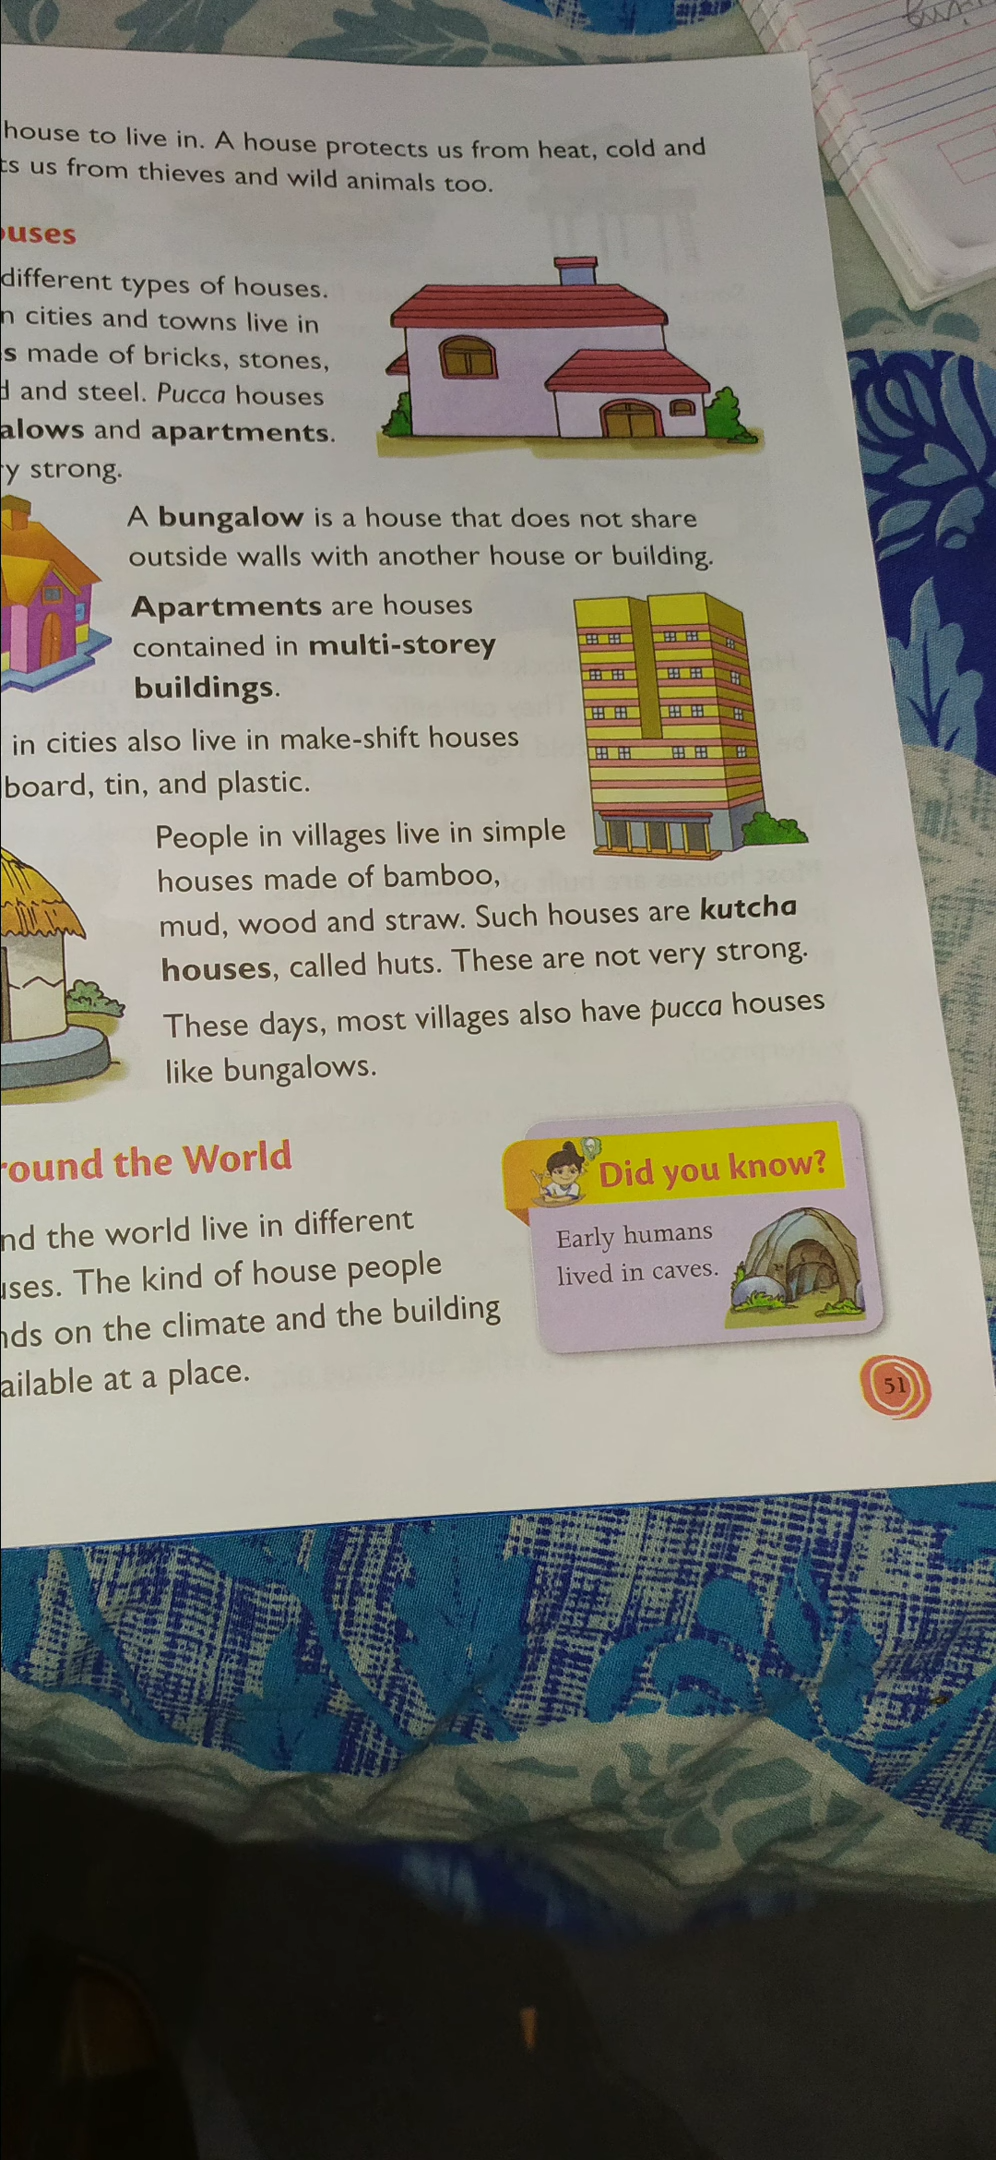 house to live in. A house protects us from heat, cold and
us from thieves and wild animals too.
different types of houses.
cities and towns live in
made of bricks, stones,
and steel. Pucca houses
and apartments.
strong.
A bungalow is a house that does not share
outside walls with another house or building.
Apartments are houses
contained in multi-storey
buildings.
in cities also live in make-shift houses
board, tin, and plastic.
People in villages live in simple
houses made of bamboo,
mud, wood and straw. Such houses are kutcha
houses, called huts. These are not very strong.
These days, most villages also have pucca houses
like bungalows.
round the World
Did you know?
Early humans
lived in caves.
nd the world live in different
uses. The kind of house people
nds on the climate and the building
ailable at a place.
51